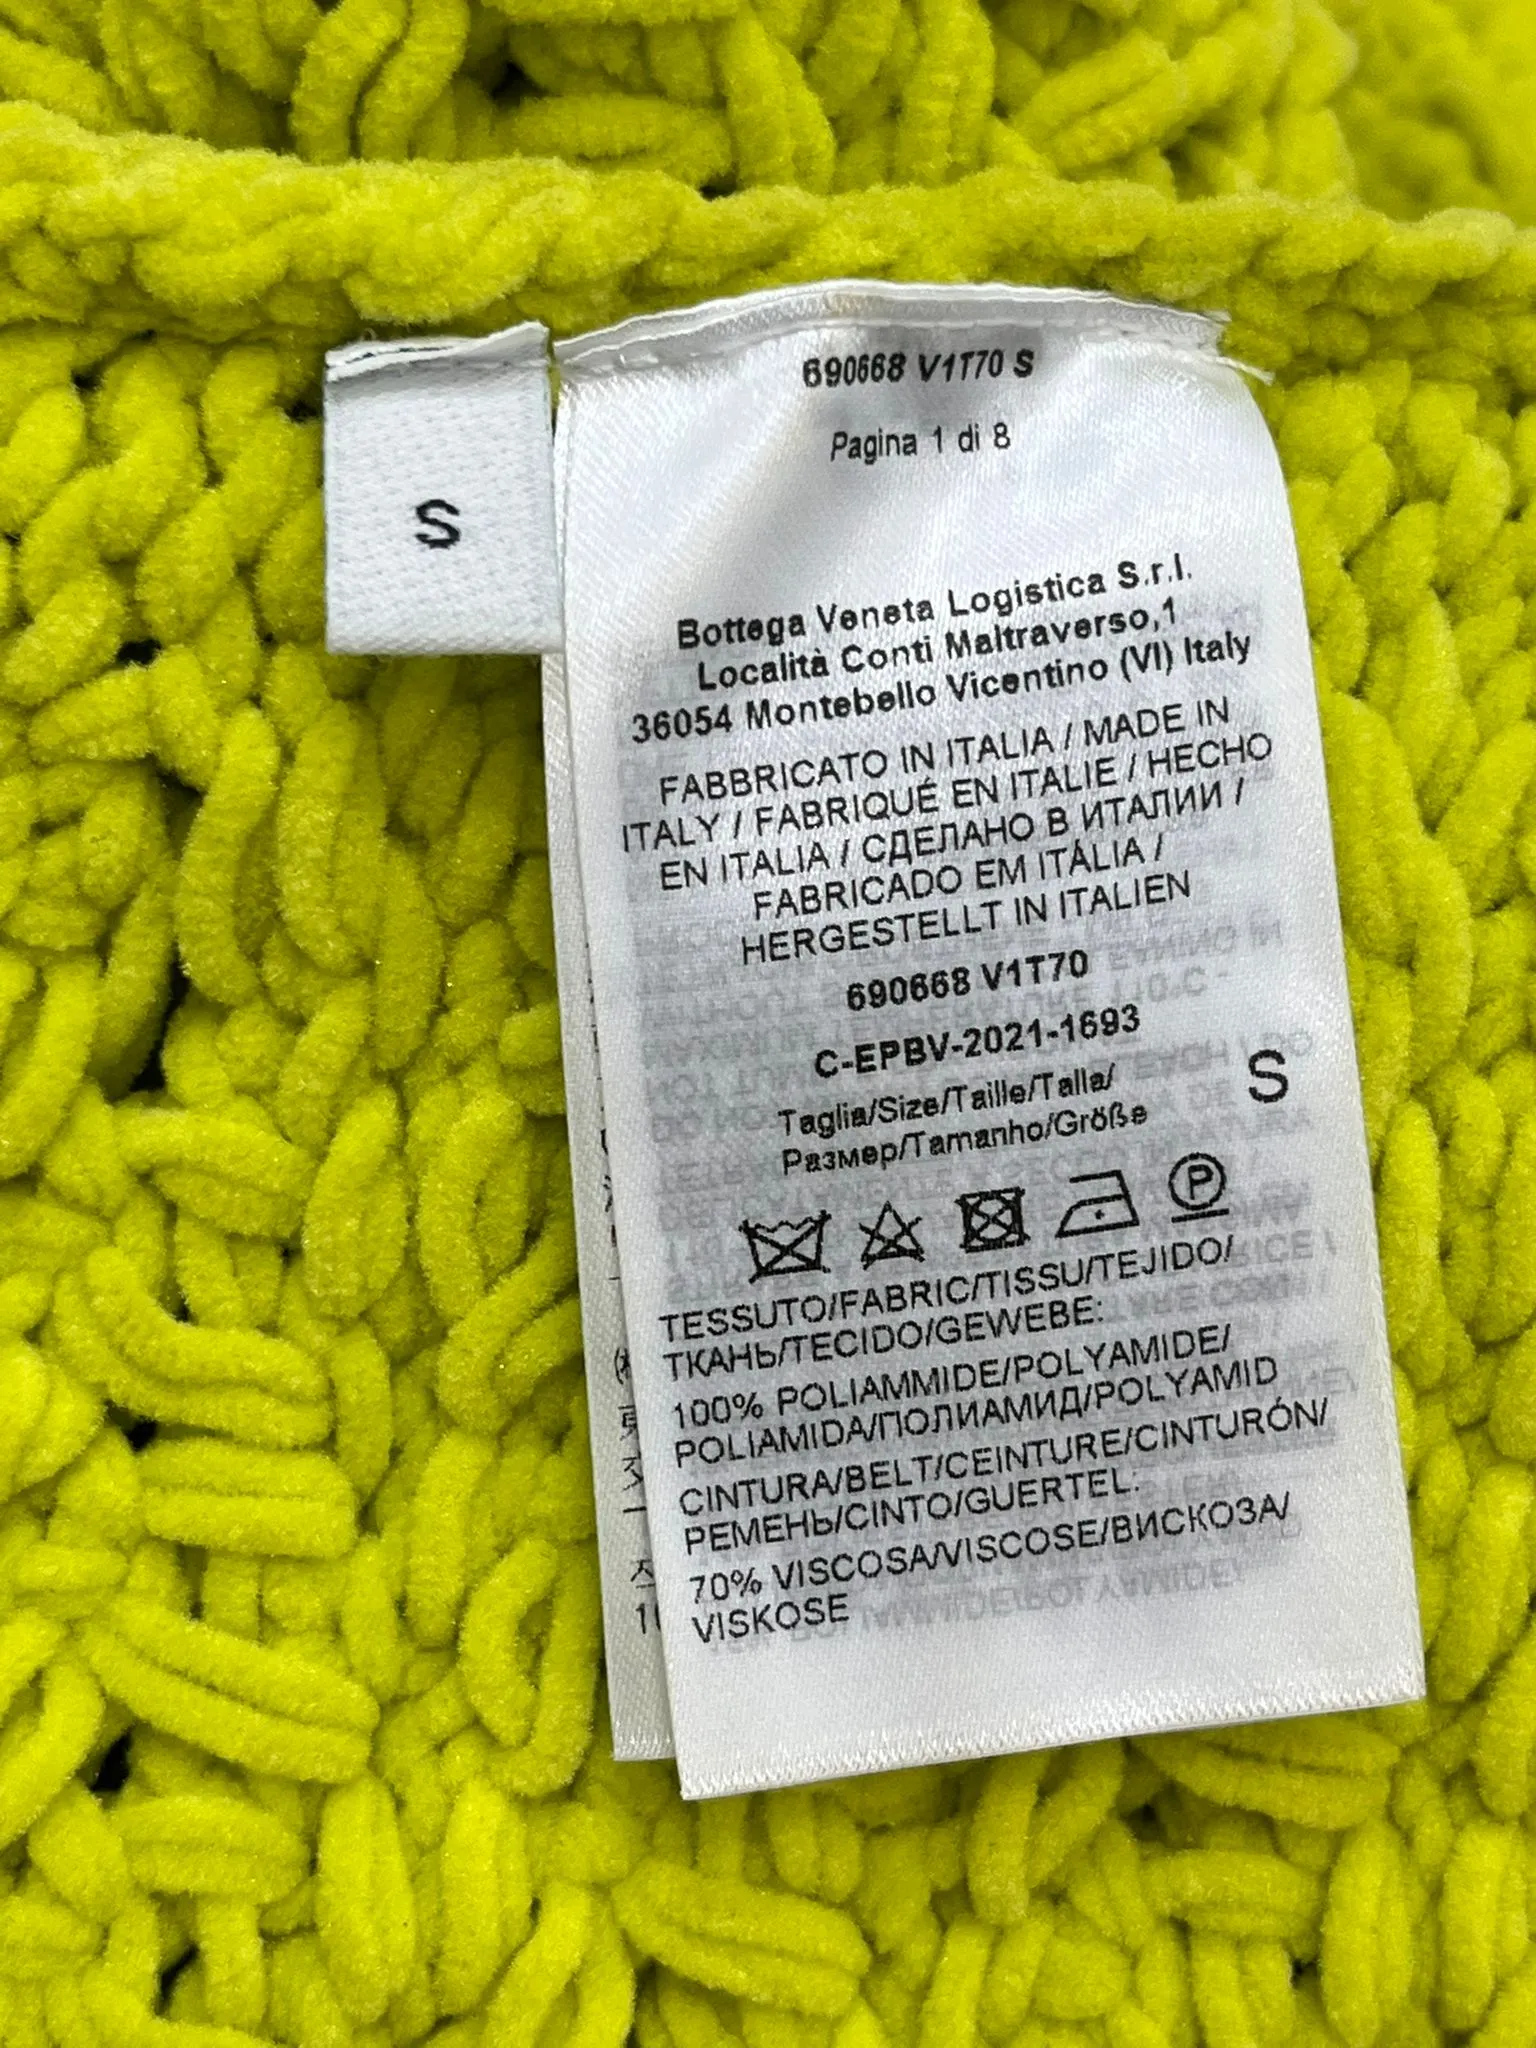 S
690668 V1T70 S
Pagina 1 di 8
Bottega Veneta Logistica S.r.l.
Località Conti Maltraverso,1
36054 Montebello Vicentino (VI) Italy
FABBRICATO IN ITALIA / MADE IN
ITALY / FABRIQUÉ EN ITALIE / HECHO
EN ITALIA / СДЕЛАНО В ИТАЛИИ /
FABRICADO EM ITÁLIA /
HERGESTELLT IN ITALIEN
690668 V1T70
C-EPBV-2021-1693
Taglia/Size/Taille/Talla/
Размер/Tamanho/Größe
S
P
TESSUTO/FABRIC/TISSU/TEJIDO/
ТКАНЬ/TECIDO/GEWEBE:
100% POLIAMMIDE/POLYAMIDE/
POLIAMIDA/ПОЛИАМИД/POLYAMID
CINTURA/BELT/CEINTURE/CINTURÓN/
РЕМЕНЬ/CINTO/GUERTEL:
70% VISCOSA/VISCOSE/ВИСКОЗА/
VISKOSE